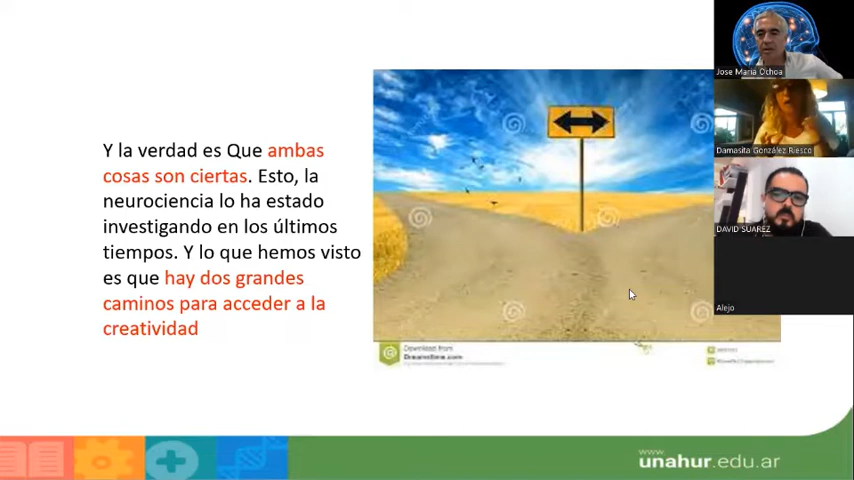 Y la verdad es Que ambas
cosas son ciertas. Esto, la
neurociencia lo ha estado
investigando en los últimos
tiempos. Y lo que hemos visto
es que hay dos grandes
caminos para acceder a la
creatividad
Jose Maria Ochoa
Damasita González Riesco
DAVID SUAREZ
Alejo
Download from
Dreamstime.com
www
unahur.edu.ar